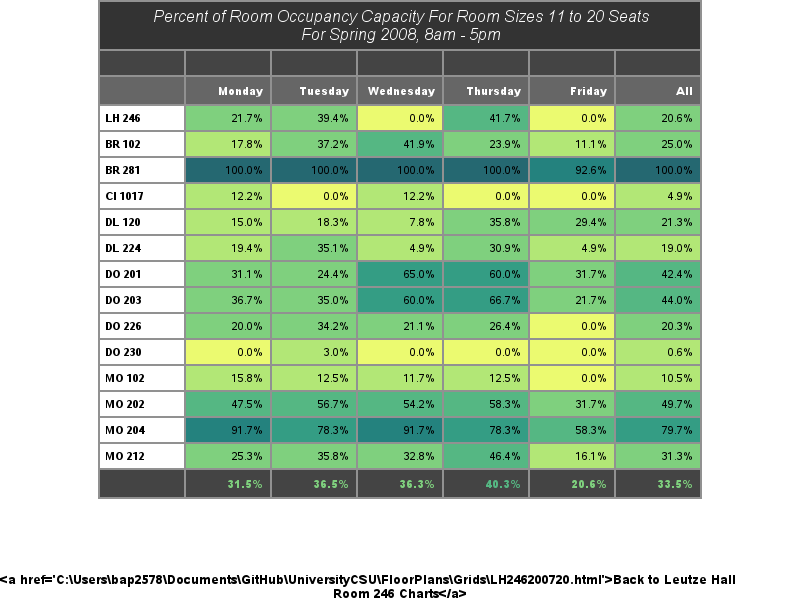 Percent of Room Occupancy Capacity For Room Sizes 11 to 20 Seats
For Spring 2008, 8am - 5pm
Monday Tuesday Wednesday Thursday Friday All
LH 246 21.7% 39.4% 0.0% 41.7% 0.0% 20.6%
BR 102 17.8% 37.2% 41.9% 23.9% 11.1% 25.0%
BR 281 100.0% 100.0% 100.0% 100.0% 92.6% 100.0%
CI 1017 12.2% 0.0% 12.2% 0.0% 0.0% 4.9%
DL 120 15.0% 18.3% 7.8% 35.8% 29.4% 21.3%
DL 224 19.4% 35.1% 4.9% 30.9% 4.9% 19.0%
DO 201 31.1% 24.4% 65.0% 60.0% 31.7% 42.4%
DO 203 36.7% 35.0% 60.0% 66.7% 21.7% 44.0%
DO 226 20.0% 34.2% 21.1% 26.4% 0.0% 20.3%
DO 230 0.0% 3.0% 0.0% 0.0% 0.0% 0.6%
MO 102 15.8% 12.5% 11.7% 12.5% 0.0% 10.5%
MO 202 47.5% 56.7% 54.2% 58.3% 31.7% 49.7%
MO 204 91.7% 78.3% 91.7% 78.3% 58.3% 79.7%
MO 212 25.3% 35.8% 32.8% 46.4% 16.1% 31.3%
31.5% 36.5% 36.3% 40.3% 20.6% 33.5%
<a href='C:\Users\bap2578\Documents\GitHub\UniversityCSU\FloorPlans\Grids\LH246200720.html'>Back to Leutze Hall
Room 246 Charts</a>